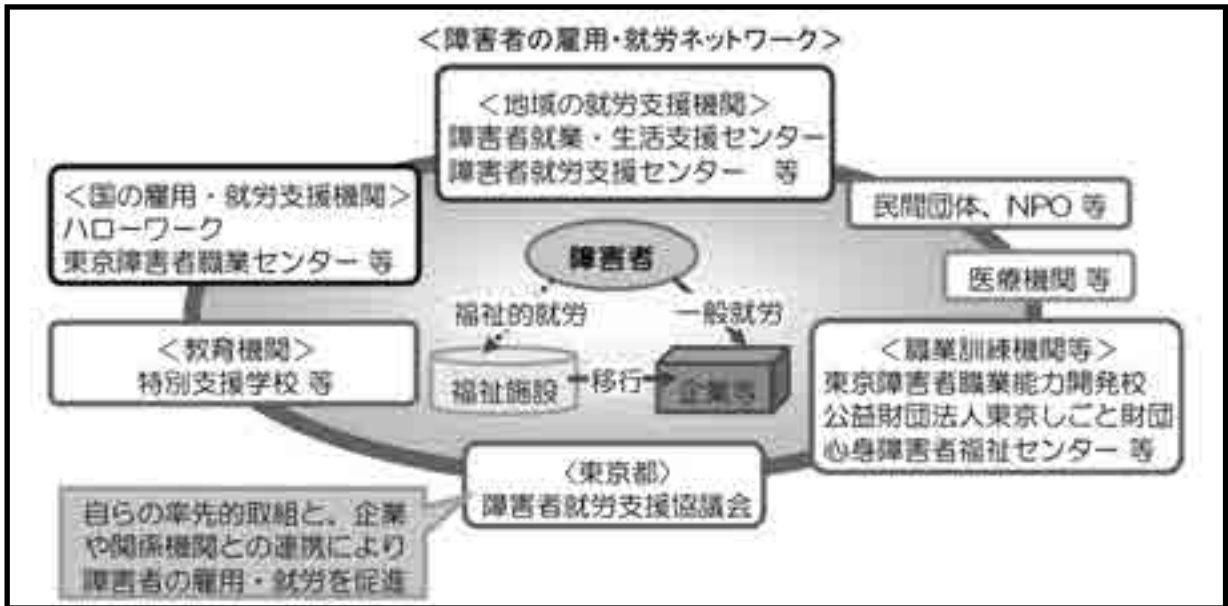 ＜障害者の雇用・就労ネットワーク＞
＜地域の就労支援機関＞
障害者就業・生活支援センター
障害者就労支援センター　等
＜国の雇用・就労支援機関＞
ハローワーク
東京障害者職業センター 等
民間団体、NPO 等
障害者
医療機関 等
福祉的就労
一般就労
＜教育機関＞
特別支援学校 等
福祉施設
移行
企業等
＜職業訓練機関等＞
東京障害者職業能力開発校
公益財団法人東京しごと財団
心身障害者福祉センター 等
〈東京都〉
障害者就労支援協議会
自らの率先的取組と、企業
や関係機関との連携により
障害者の雇用・就労を促進